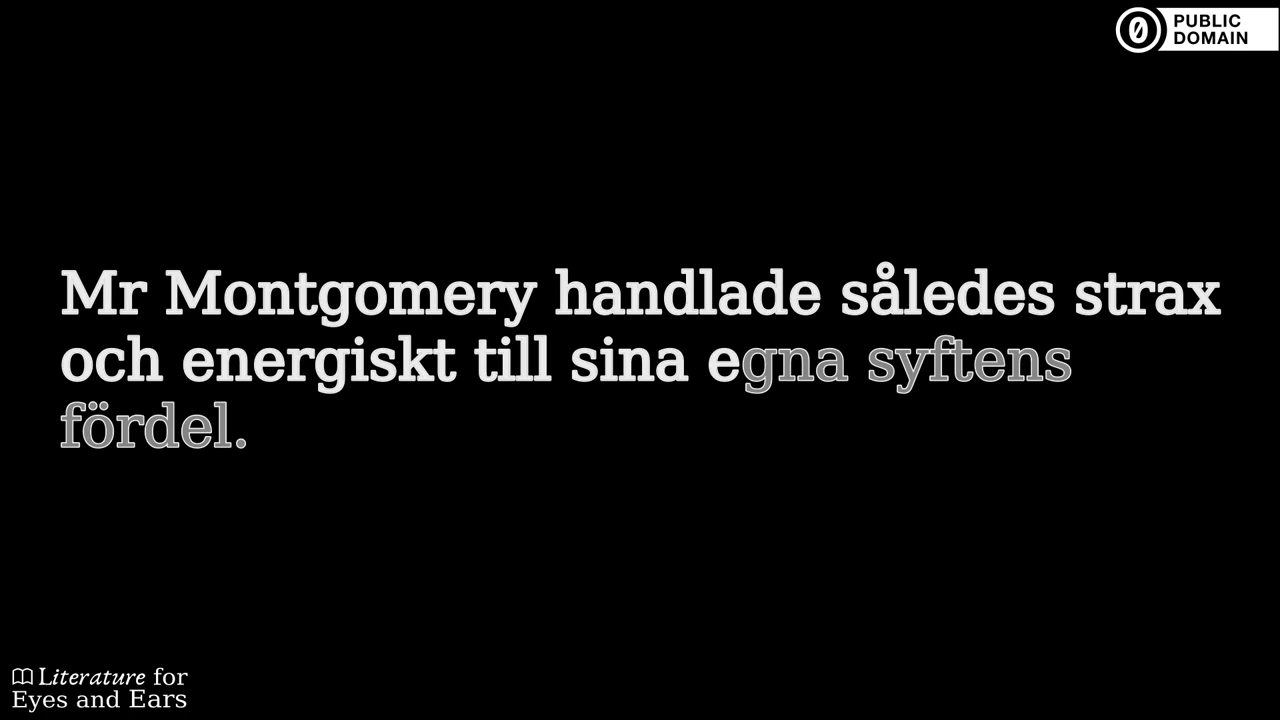 PUBLIC
DOMAIN
Mr Montgomery handlade således strax
och energiskt till sina egna syftens
fördel.
Literature for
Eyes and Ears